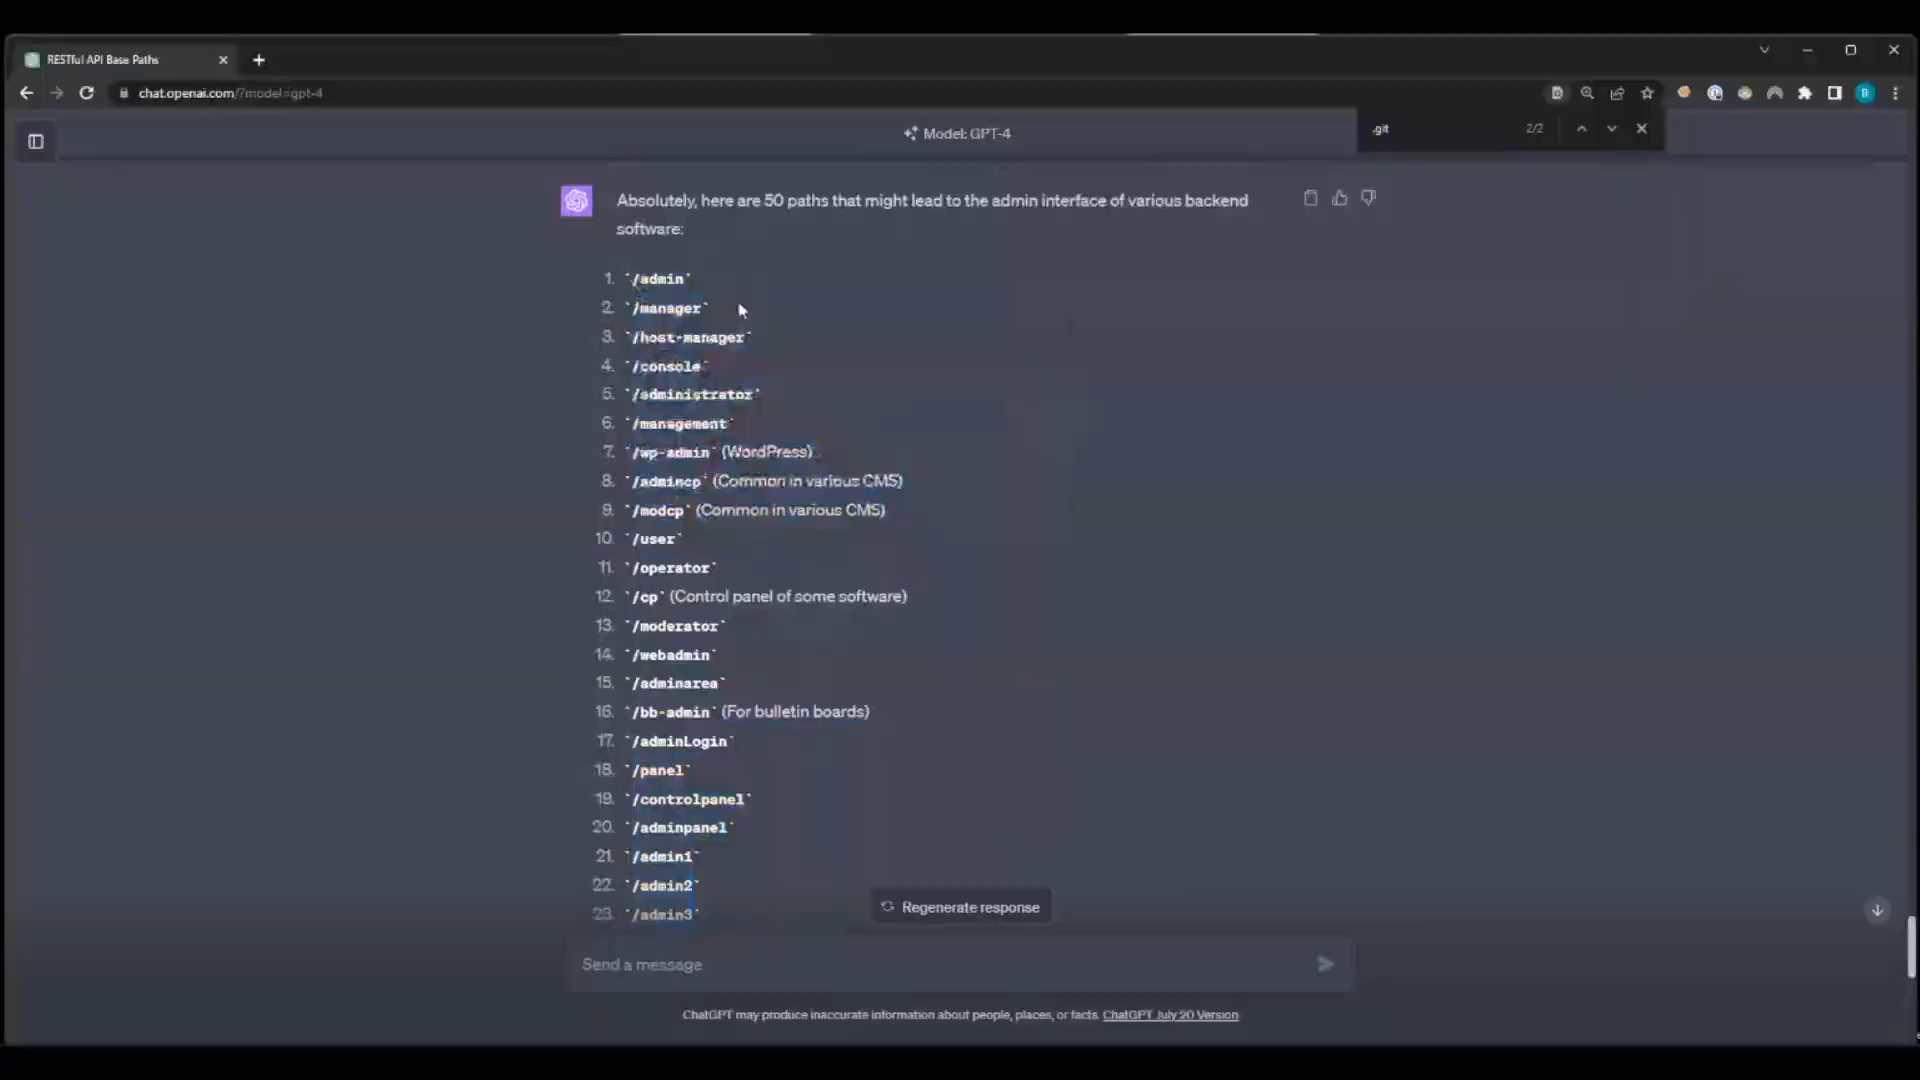 RESTful API Base Paths
chat.openai.com/?model=gpt-4
B
Model: GPT-4
.git 2/2
Absolutely, here are 50 paths that might lead to the admin interface of various backend
software:
1. `/admin`
2. `/manager`
3. `/host-manager`
4. `/console`
5. `/administrator`
6. `/management`
7. `/wp-admin` (WordPress)
8. `/admincp` (Common in various CMS)
9. `/modcp` (Common in various CMS)
10. `/user`
11. `/operator`
12. `/cp` (Control panel of some software)
13. `/moderator`
14. `/webadmin`
15. `/adminarea`
16. `/bb-admin` (For bulletin boards)
17. `/adminLogin`
18. `/panel`
19. `/controlpanel`
20. `/adminpanel`
21. `/admin1`
22. `/admin2`
23. `/admin3`
Regenerate response
Send a message
ChatGPT may produce inaccurate information about people, places, or facts. ChatGPT July 20 Version